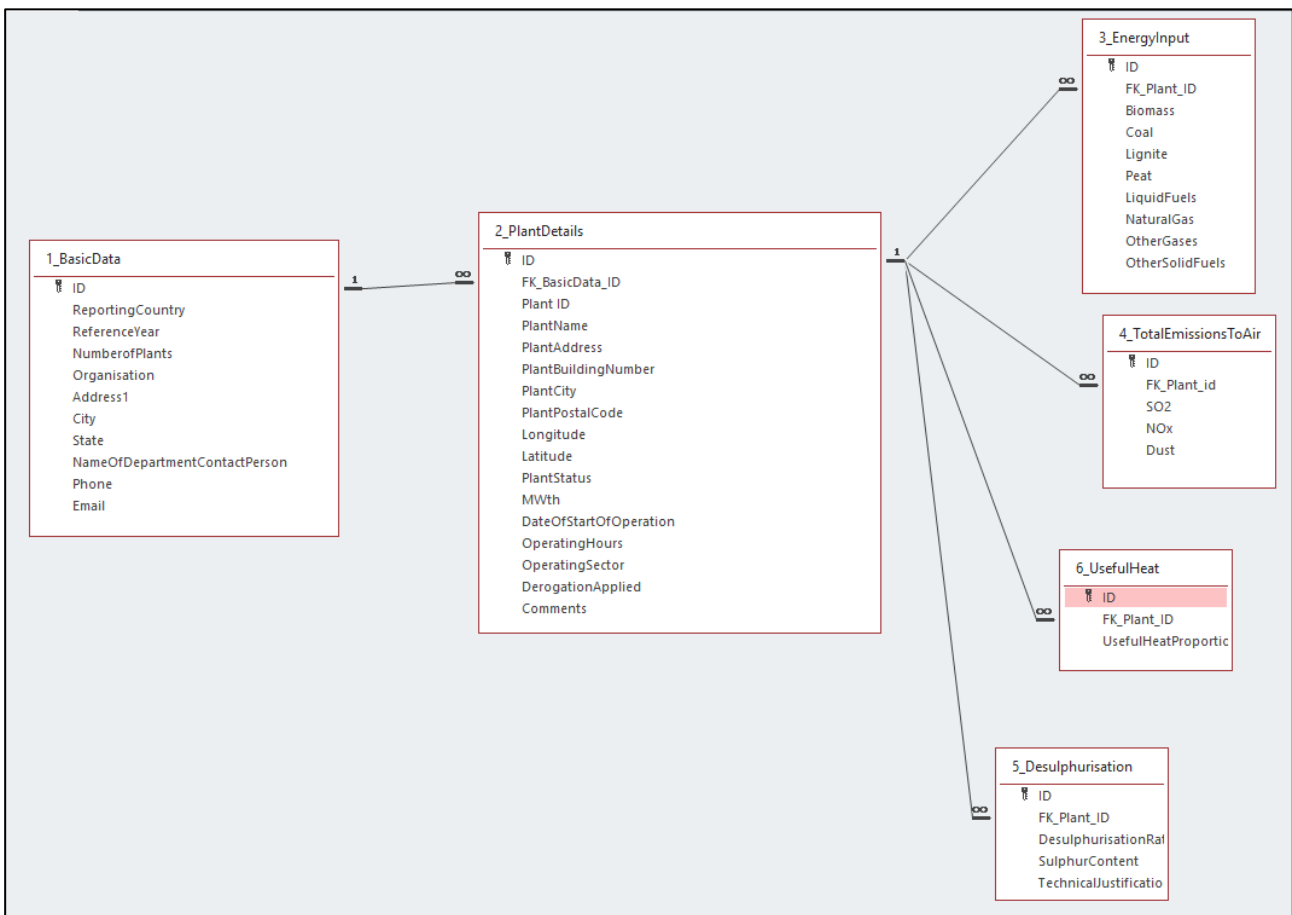 1_BasicData
ID
ReportingCountry
ReferenceYear
NumberofPlants
Organisation
Address1
City
State
NameOfDepartmentContactPerson
Phone
Email
1
∞
2_PlantDetails
ID
FK_BasicData_ID
Plant ID
PlantName
PlantAddress
PlantBuildingNumber
PlantCity
PlantPostalCode
Longitude
Latitude
PlantStatus
MWth
DateOfStartOfOperation
OperatingHours
OperatingSector
DerogationApplied
Comments
1
∞
3_EnergyInput
ID
FK_Plant_ID
Biomass
Coal
Lignite
Peat
LiquidFuels
NaturalGas
OtherGases
OtherSolidFuels
∞
4_TotalEmissionsToAir
ID
FK_Plant_id
SO2
NOx
Dust
∞
6_UsefulHeat
ID
FK_Plant_ID
UsefulHeatProportic
∞
5_Desulphurisation
ID
FK_Plant_ID
DesulphurisationRat
SulphurContent
TechnicalJustificatio